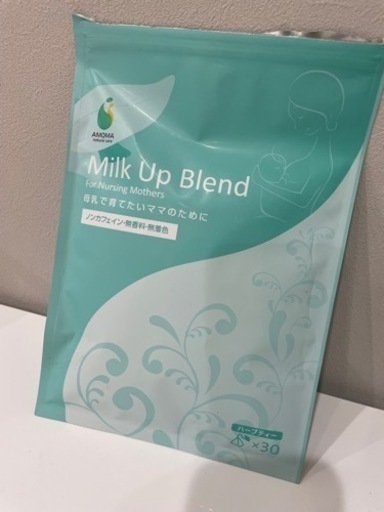 AMOMA
natural care
Milk Up Blend
For Nursing Mothers
母乳で育てたいママのために
ノンカフェイン・無香料・無着色
ハーブティー
×30